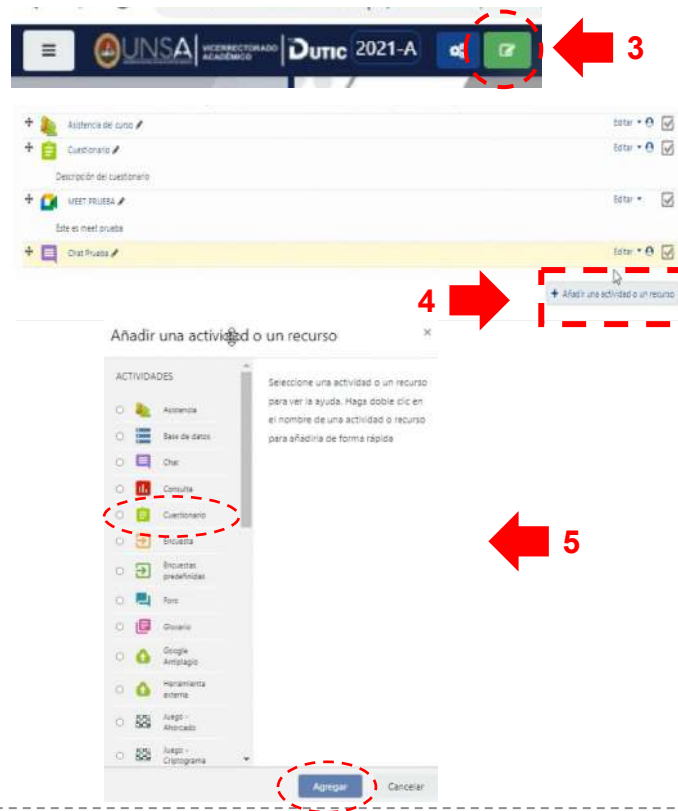 UNSA VICERRECTORADO ACADÉMICO DUTIC 2021-A
3
Asistencia del curso Editar
Cuestionario Editar
Descripción del cuestionario
MEET PRUEBA Editar
Este es meet prueba
Chat Prueba Editar
4
+ Añadir una actividad o un recurso
Añadir una actividad o un recurso ×
ACTIVIDADES
Seleccione una actividad o un recurso
para ver la ayuda. Haga doble clic en
el nombre de una actividad o recurso
para añadirla de forma rápida
Asistencia
Base de datos
Chat
Consulta
Cuestionario
Encuesta
Encuestas
predefinidas
Foro
Glosario
Google
Antiplagio
Herramienta
externa
Juego -
Ahorcado
Juego -
Criptograma
5
Agregar Cancelar